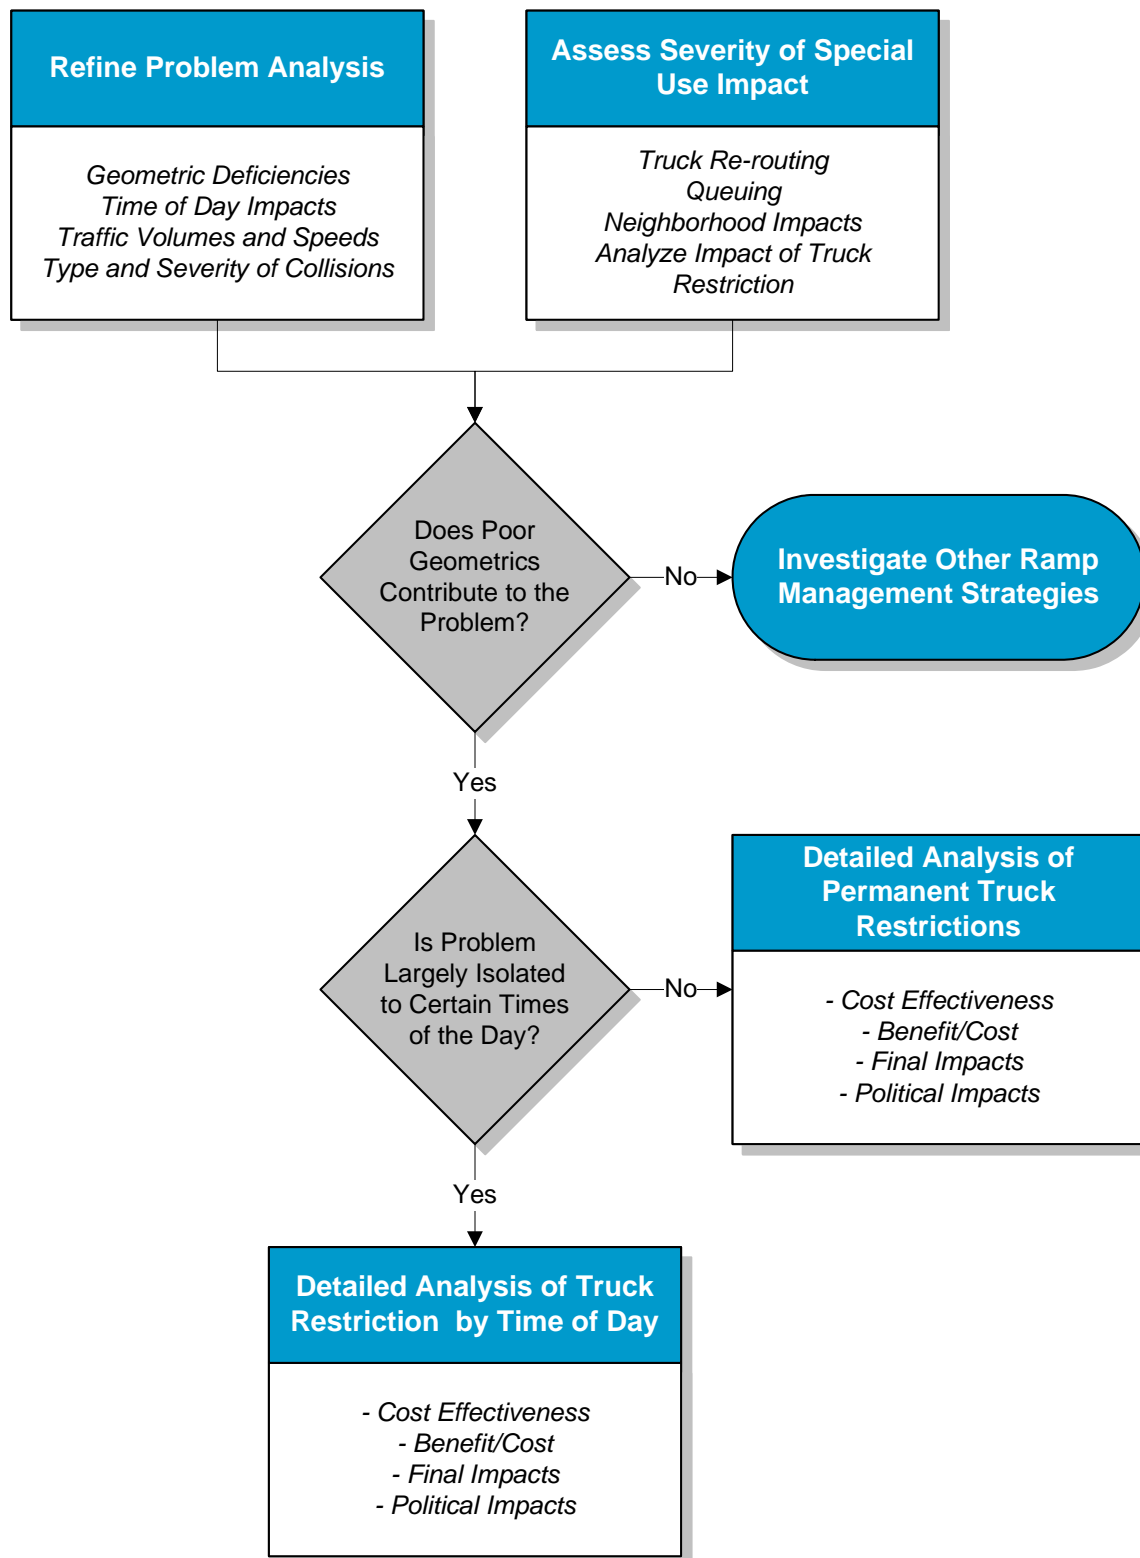 Refine Problem Analysis
Geometric Deficiencies
Time of Day Impacts
Traffic Volumes and Speeds
Type and Severity of Collisions
Assess Severity of Special
Use Impact
Truck Re-routing
Queuing
Neighborhood Impacts
Analyze Impact of Truck
Restriction
Does Poor
Geometrics
Contribute to the
Problem?
No
Investigate Other Ramp
Management Strategies
Yes
Is Problem
Largely Isolated
to Certain Times
of the Day?
No
Detailed Analysis of
Permanent Truck
Restrictions
- Cost Effectiveness
- Benefit/Cost
- Final Impacts
- Political Impacts
Yes
Detailed Analysis of Truck
Restriction by Time of Day
- Cost Effectiveness
- Benefit/Cost
- Final Impacts
- Political Impacts